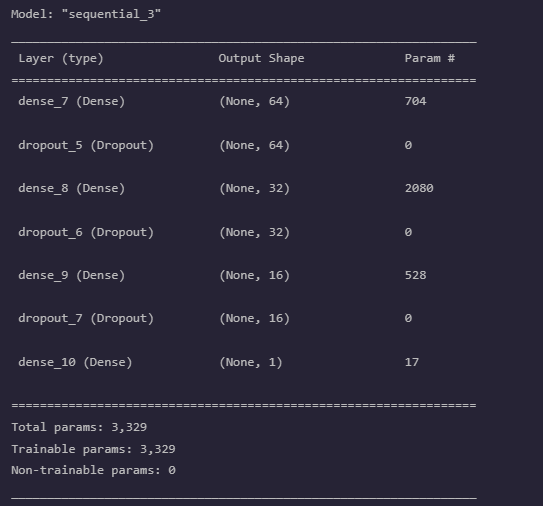 Model: "sequential_3"
_________________________________________________________________
Layer (type) Output Shape Param #
=================================================================
dense_7 (Dense) (None, 64) 704
dropout_5 (Dropout) (None, 64) 0
dense_8 (Dense) (None, 32) 2080
dropout_6 (Dropout) (None, 32) 0
dense_9 (Dense) (None, 16) 528
dropout_7 (Dropout) (None, 16) 0
dense_10 (Dense) (None, 1) 17
=================================================================
Total params: 3,329
Trainable params: 3,329
Non-trainable params: 0
_________________________________________________________________